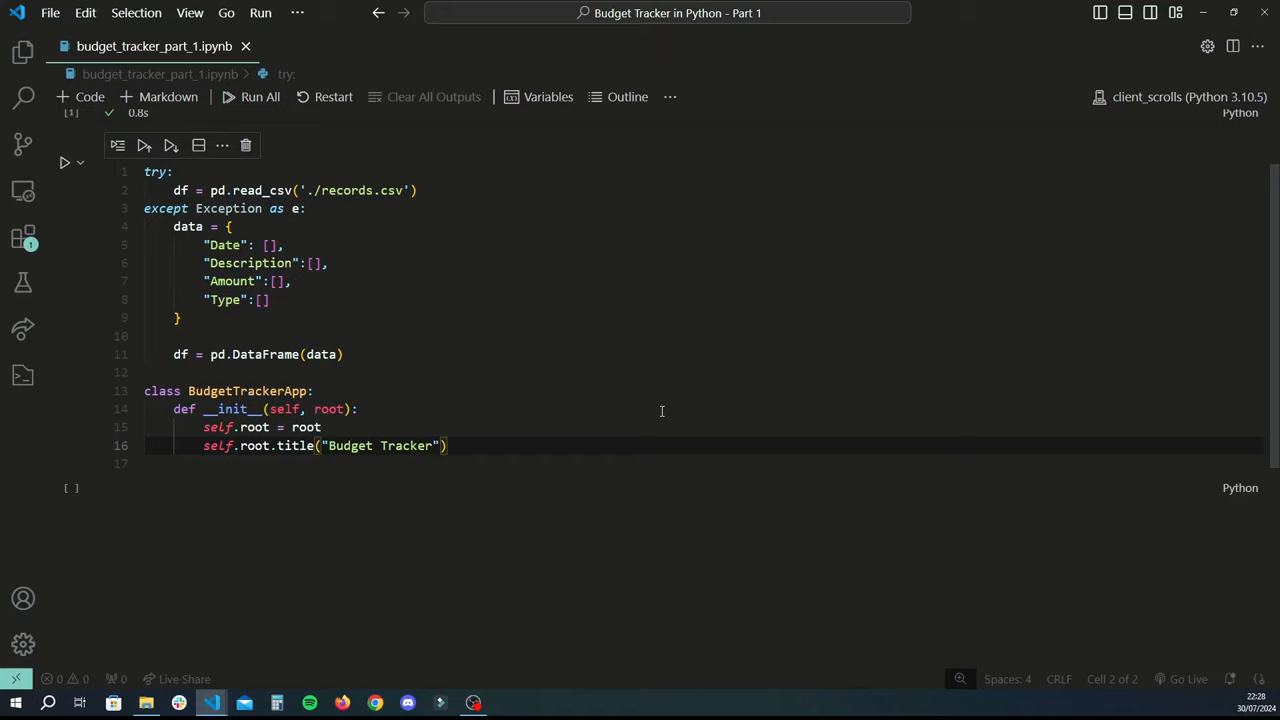 File Edit Selection View Go Run ··· Budget Tracker in Python - Part 1
budget_tracker_part_1.ipynb
budget_tracker_part_1.ipynb > try:
+ Code + Markdown Run All Restart Clear All Outputs Variables Outline ··· client_scrolls (Python 3.10.5)
[1] 0.8s Python
1 try:
2 df = pd.read_csv('./records.csv')
3 except Exception as e:
4 data = {
5 "Date": [],
6 "Description":[],
7 "Amount":[],
8 "Type":[]
9 }
10
11 df = pd.DataFrame(data)
12
13 class BudgetTrackerApp:
14 def __init__(self, root):
15 self.root = root
16 self.root.title("Budget Tracker")
17
[ ] Python
1
0 0 0 Live Share Spaces: 4 CRLF Cell 2 of 2 Go Live
22:28
30/07/2024